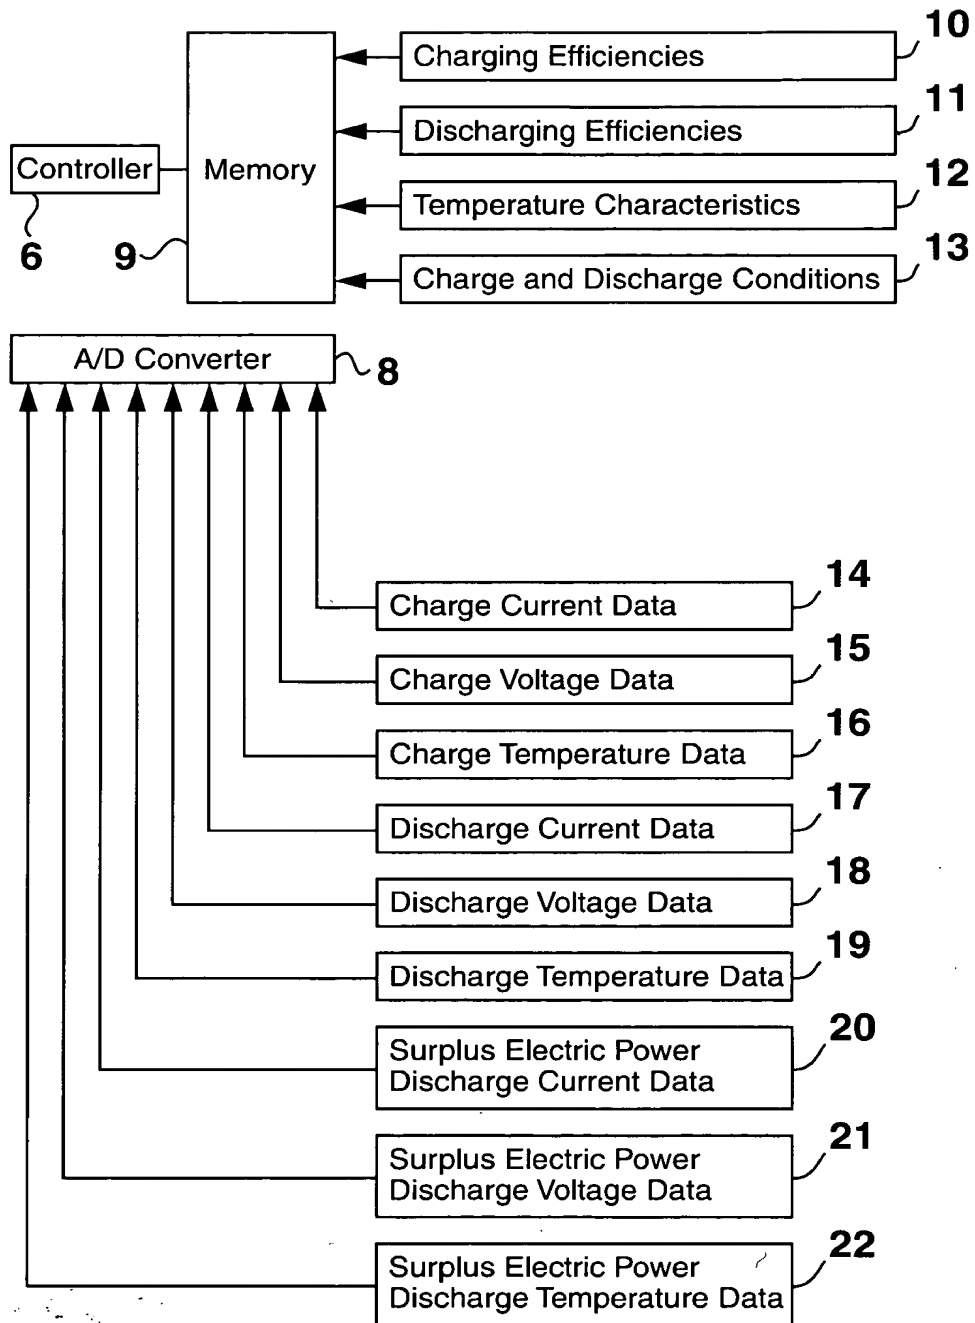 10
Charging Efficiencies
11
Discharging Efficiencies
Controller
Memory
12
Temperature Characteristics
6
9
13
Charge and Discharge Conditions
A/D Converter
8
14
Charge Current Data
15
Charge Voltage Data
16
Charge Temperature Data
17
Discharge Current Data
18
Discharge Voltage Data
19
Discharge Temperature Data
20
Surplus Electric Power
Discharge Current Data
21
Surplus Electric Power
Discharge Voltage Data
22
Surplus Electric Power
Discharge Temperature Data